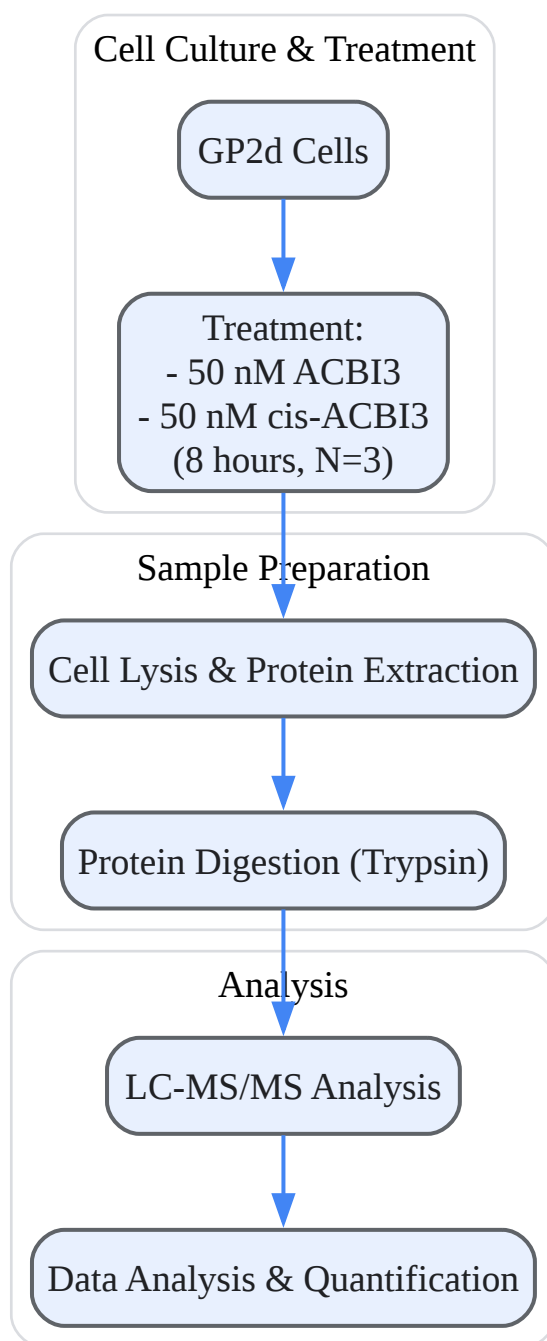 Cell Culture & Treatment
GP2d Cells
Treatment:
- 50 nM ACBI3
- 50 nM cis-ACBI3
(8 hours, N=3)
Sample Preparation
Cell Lysis & Protein Extraction
Protein Digestion (Trypsin)
Analysis
LC-MS/MS Analysis
Data Analysis & Quantification